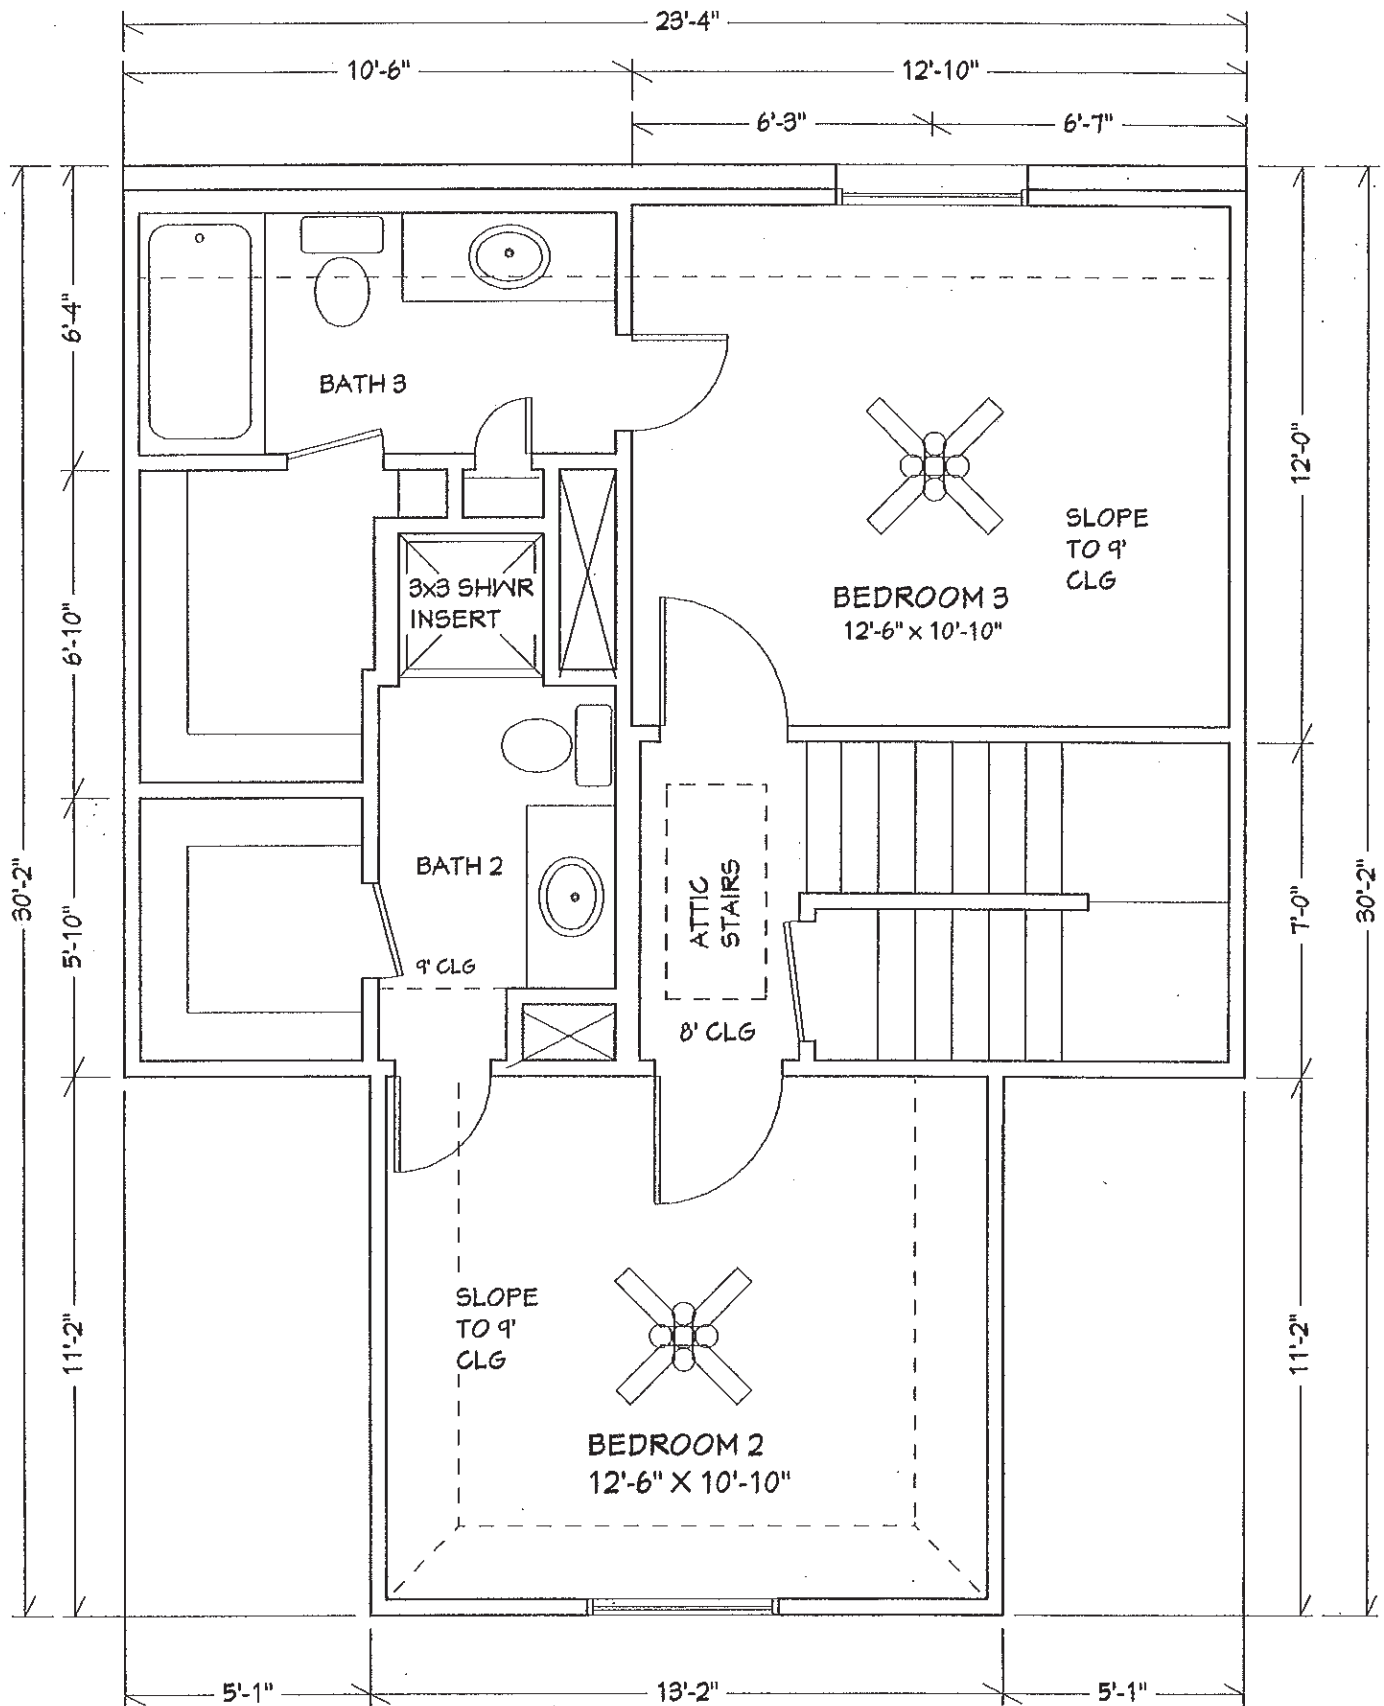 23'-4"
10'-6"
12'-10"
6'-3"
6'-7"
6'-4"
6'-10"
5'-10"
11'-2"
30'-2"
BATH 3
3x3 SHWR
INSERT
SLOPE
TO 9'
CLG
BEDROOM 3
12'-6" x 10'-10"
BATH 2
9' CLG
ATTIC
STAIRS
8' CLG
12'-0"
7'-0"
11'-2"
30'-2"
SLOPE
TO 9'
CLG
BEDROOM 2
12'-6" X 10'-10"
5'-1"
13'-2"
5'-1"